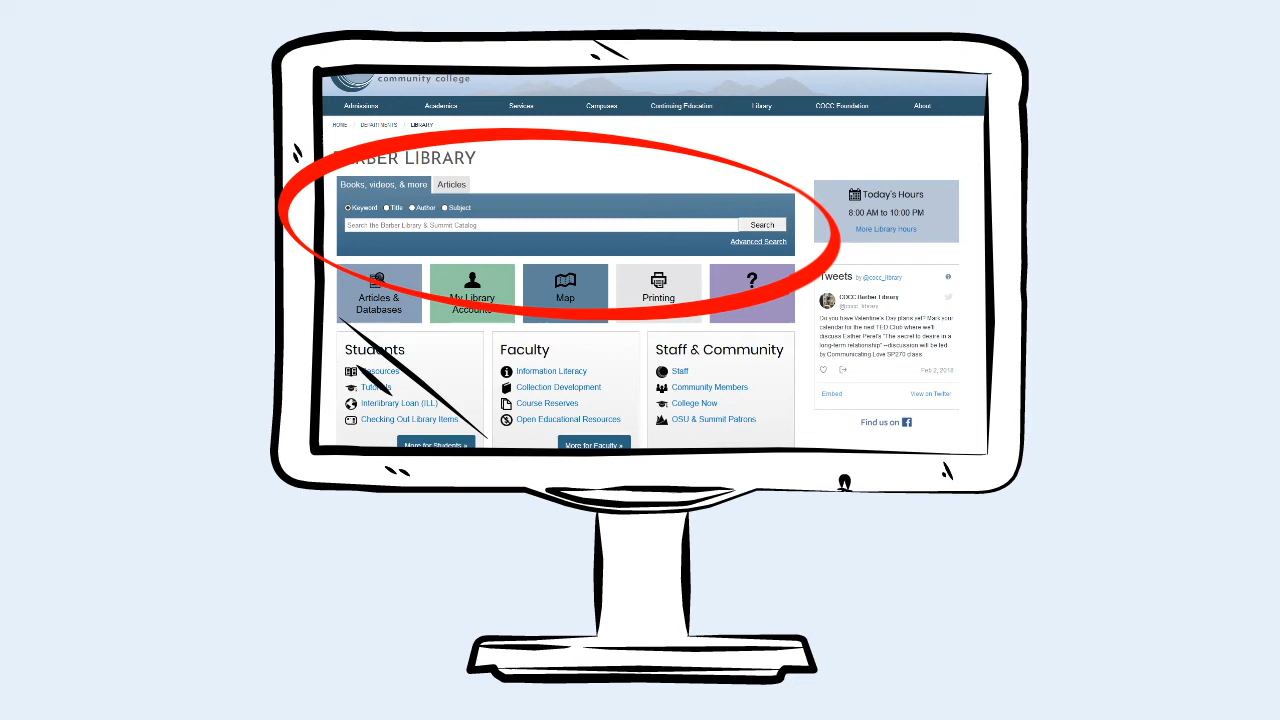 community college
Admissions Academics Services Campuses Continuing Education Library COCC Foundation About
HOME / DEPARTMENTS / LIBRARY
BARBER LIBRARY
Books, videos, & more Articles
Keyword Title Author Subject
Search the Barber Library & Summit Catalog Search
Advanced Search
Articles & Databases
My Library Accounts
Map
Printing
?
Today's Hours
8:00 AM to 10:00 PM
More Library Hours
Tweets by @cocc_library
COCC Barber Library
@cocc_library
Do you have Valentine's Day plans yet? Mark your
calendar for the next TED Club where we'll
discuss Esther Perel's "The secret to desire in a
long-term relationship" --discussion will be led
by Communicating Love SP270 class.
Feb 2, 2018
Embed View on Twitter
Find us on
Students
Resources
Tutoring
Interlibrary Loan (ILL)
Checking Out Library Items
More for Students »
Faculty
Information Literacy
Collection Development
Course Reserves
Open Educational Resources
More for Faculty »
Staff & Community
Staff
Community Members
College Now
OSU & Summit Patrons